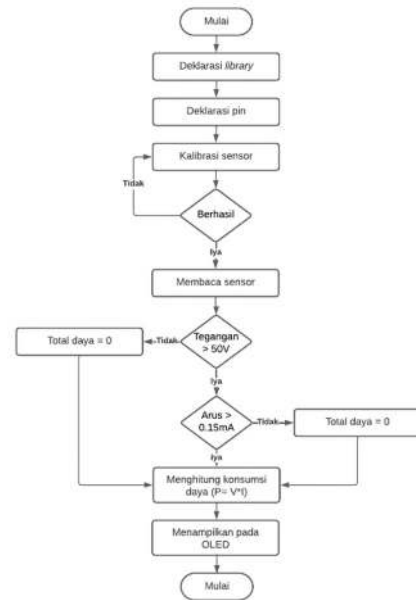 Mulai
Deklarasi library
Deklarasi pin
Kalibrasi sensor
Tidak
Berhasil
Iya
Membaca sensor
Tegangan
> 50V
Tidak
Total daya = 0
Iya
Arus >
0.15mA
Tidak
Total daya = 0
Iya
Menghitung konsumsi
daya (P= V*I)
Menampilkan pada
OLED
Mulai